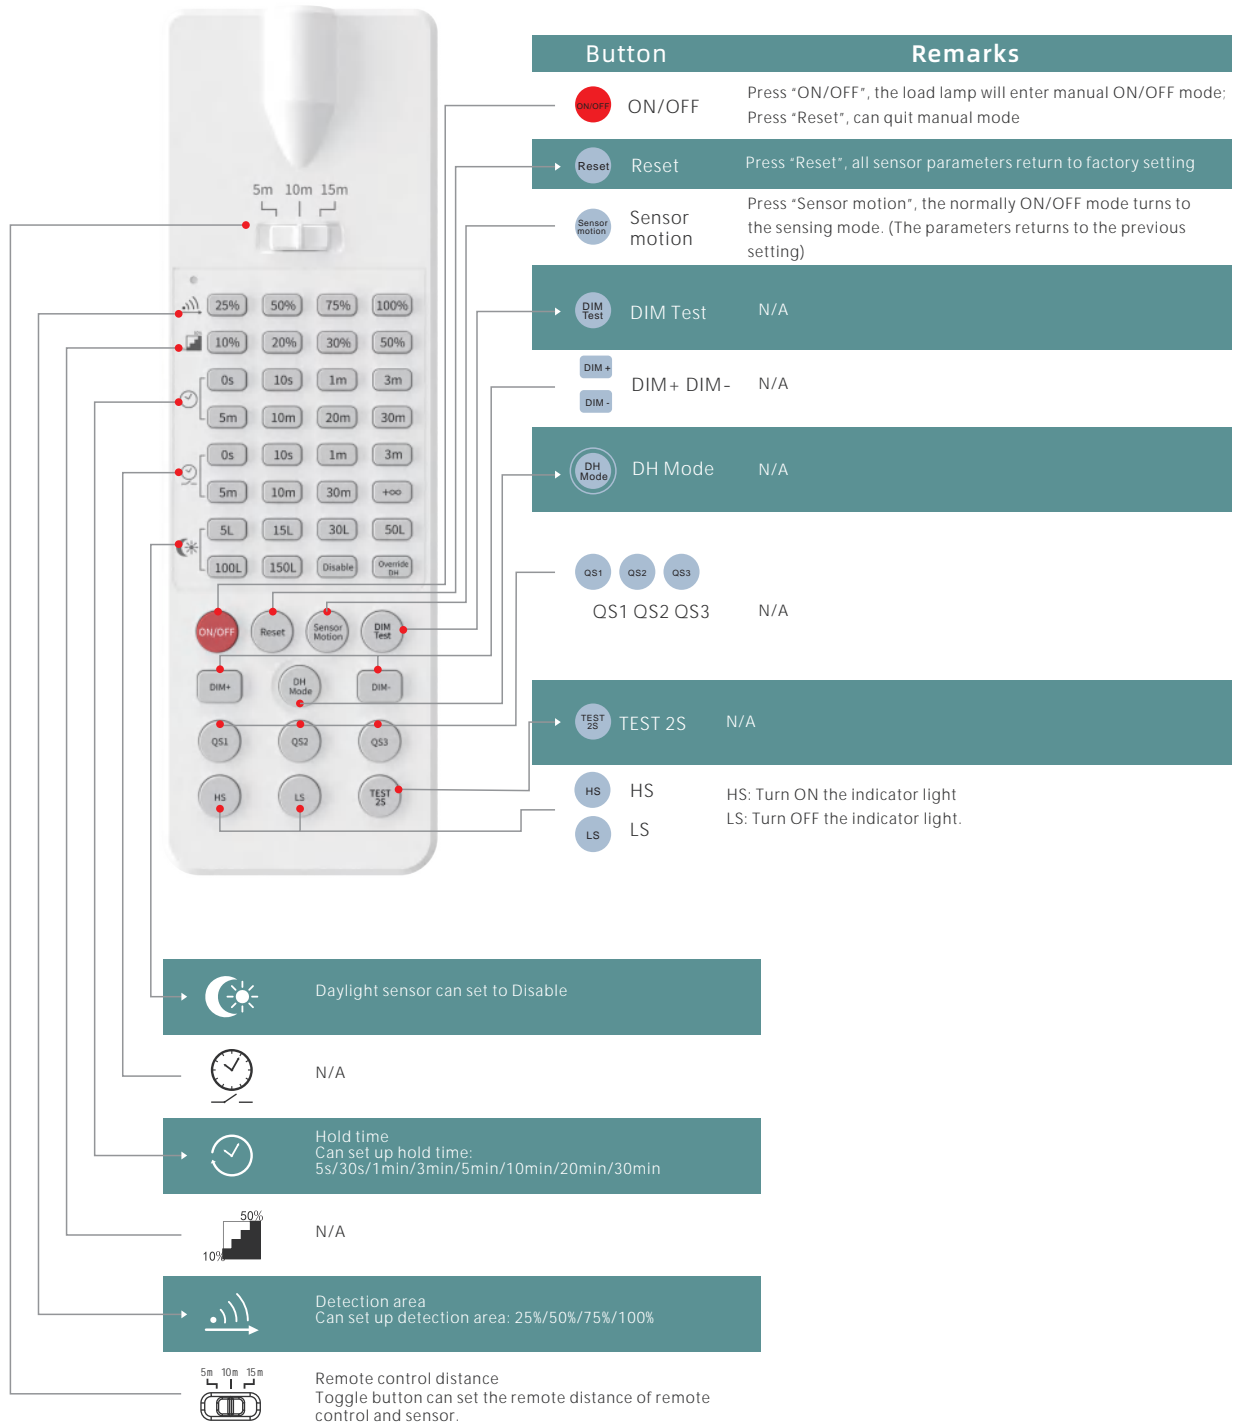 5m 10m 15m
25% 50% 75% 100%
10% 20% 30% 50%
0s 10s 1m 3m
5m 10m 20m 30m
0s 10s 1m 3m
5m 10m 30m +∞
5L 15L 30L 50L
100L 150L Disable Override DH
ON/OFF Reset Sensor Motion DIM Test
DIM+ DH Mode DIM-
QS1 QS2 QS3
HS LS TEST 2S
Button Remarks
ON/OFF ON/OFF
Press "ON/OFF", the load lamp will enter manual ON/OFF mode;
Press "Reset", can quit manual mode
Reset Reset Press "Reset", all sensor parameters return to factory setting
Sensor motion
Sensor
motion
Press "Sensor motion", the normally ON/OFF mode turns to
the sensing mode. (The parameters returns to the previous
setting)
DIM Test DIM Test N/A
DIM +
DIM -
DIM+ DIM- N/A
DH Mode DH Mode N/A
QS1 QS2 QS3
QS1 QS2 QS3 N/A
TEST 2S TEST 2S N/A
HS HS
LS LS
HS: Turn ON the indicator light
LS: Turn OFF the indicator light.
Daylight sensor can set to Disable
N/A
Hold time
Can set up hold time:
5s/30s/1min/3min/5min/10min/20min/30min
50%
10%
N/A
Detection area
Can set up detection area: 25%/50%/75%/100%
5m 10m 15m
Remote control distance
Toggle button can set the remote distance of remote
control and sensor.